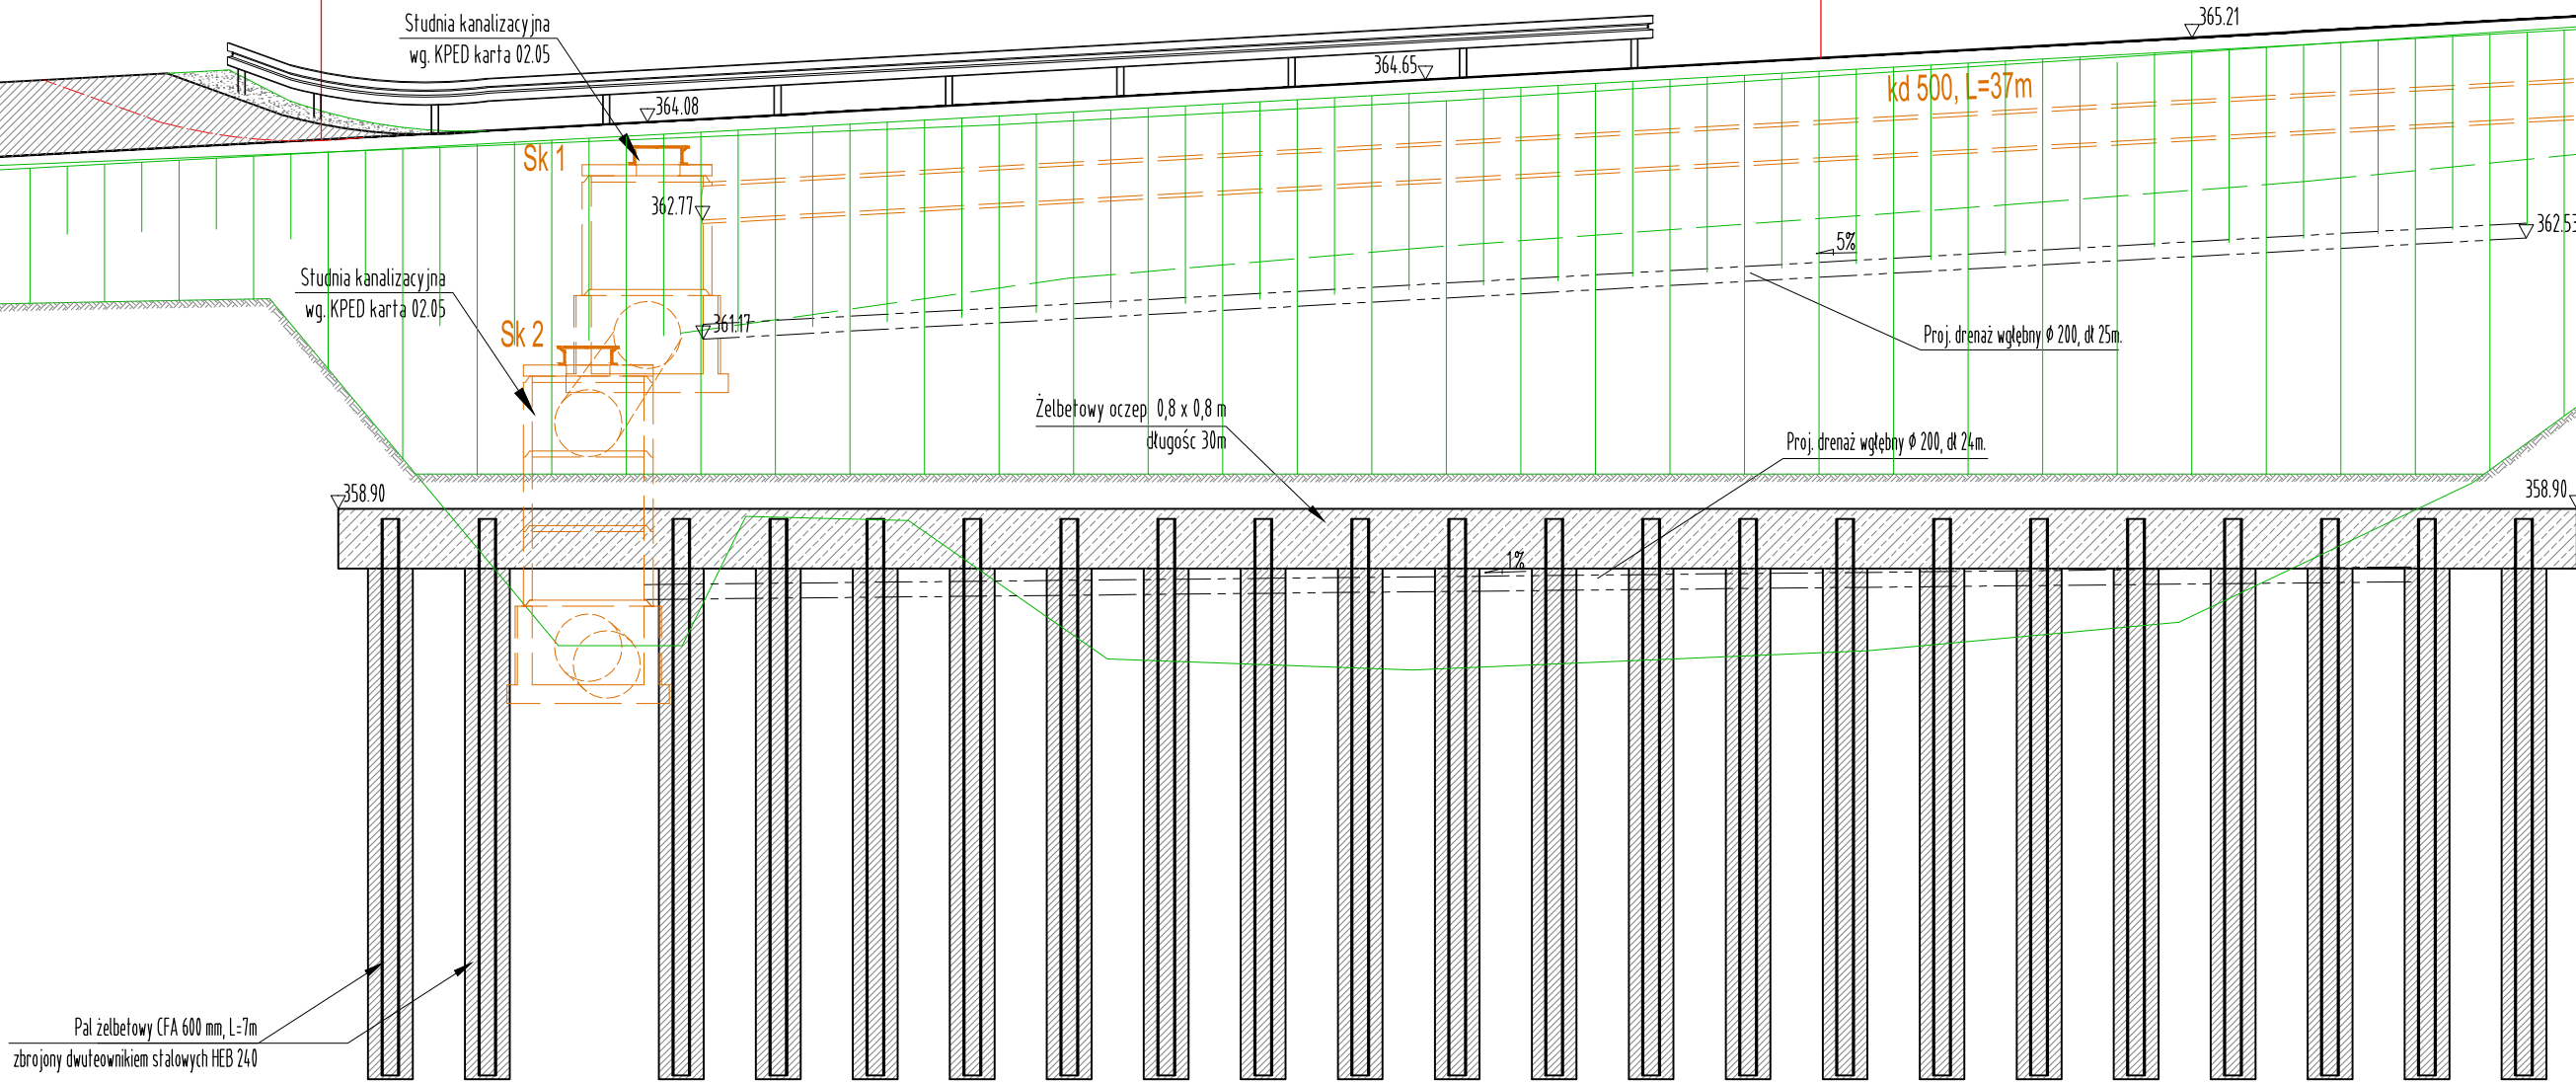 Studnia kanalizacyjna
wg. KPED karta 02.05
365.21
364.65
kd 500, L=37m
364.08
Sk 1
362.77
362.53
5%
Studnia kanalizacyjna
wg. KPED karta 02.05
361.17
Sk 2
Proj. drenaż wgłębny ϕ 200, dł 25m.
Żelbetowy oczep 0,8 x 0,8 m
długośc 30m
Proj. drenaż wgłębny ϕ 200, dł 24m.
358.90
358.90
1%
Pal żelbetowy CFA 600 mm, L=7m
zbrojony dwuteownikiem stalowych HEB 240